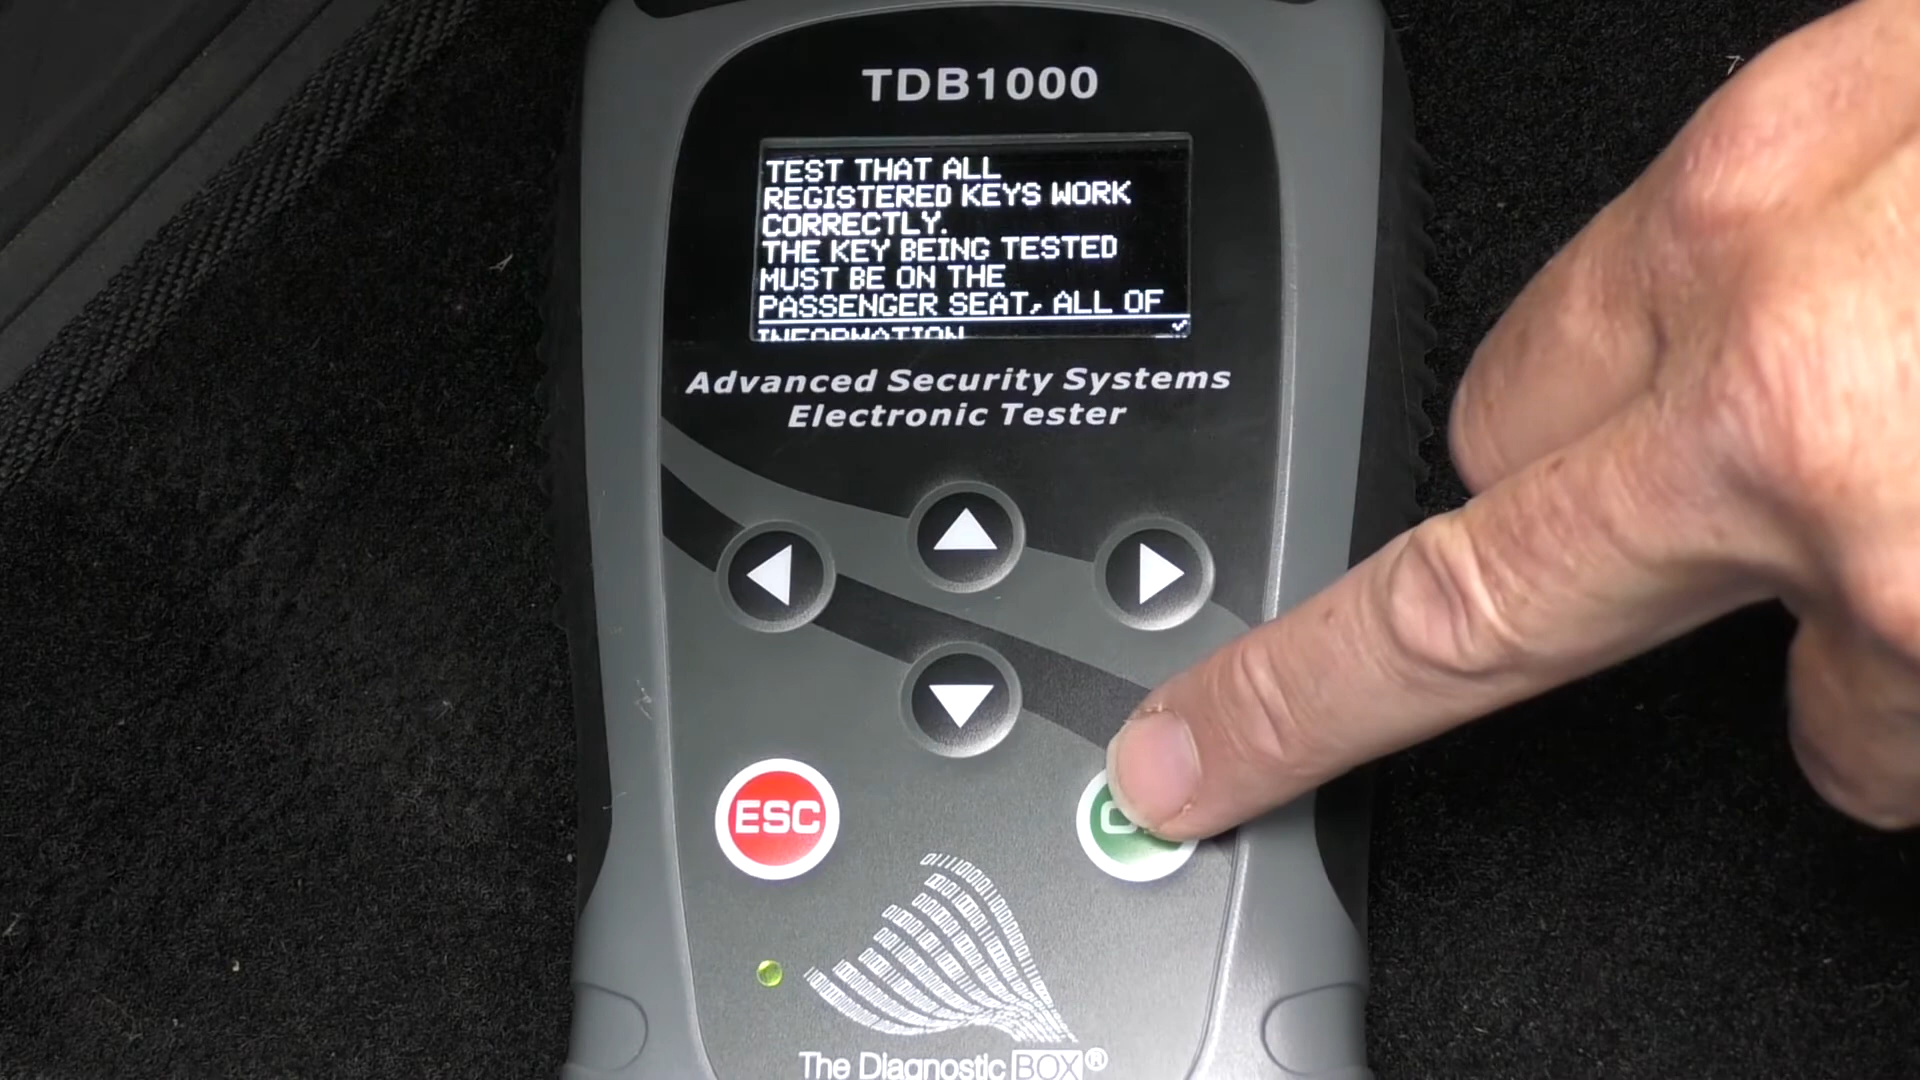 TDB1000
TEST THAT ALL
REGISTERED KEYS WORK
CORRECTLY.
THE KEY BEING TESTED
MUST BE ON THE
PASSENGER SEAT, ALL OF
INFORMATION
Advanced Security Systems
Electronic Tester
ESC
The Diagnostic BOX®